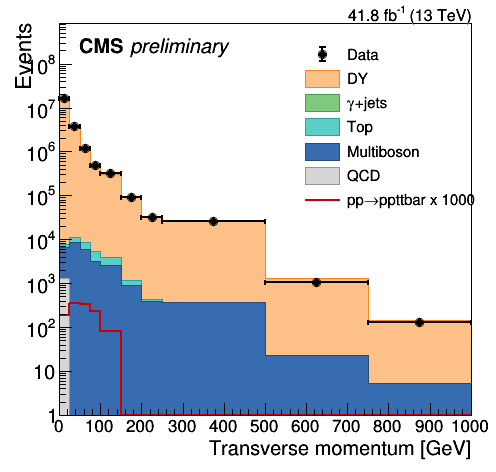 41.8 fb⁻¹ (13 TeV)
Events
CMS preliminary
Data
DY
γ+jets
Top
Multiboson
QCD
pp→ppttbar x 1000
10⁸
10⁷
10⁶
10⁵
10⁴
10³
10²
10
1
0 100 200 300 400 500 600 700 800 900 1000
Transverse momentum [GeV]